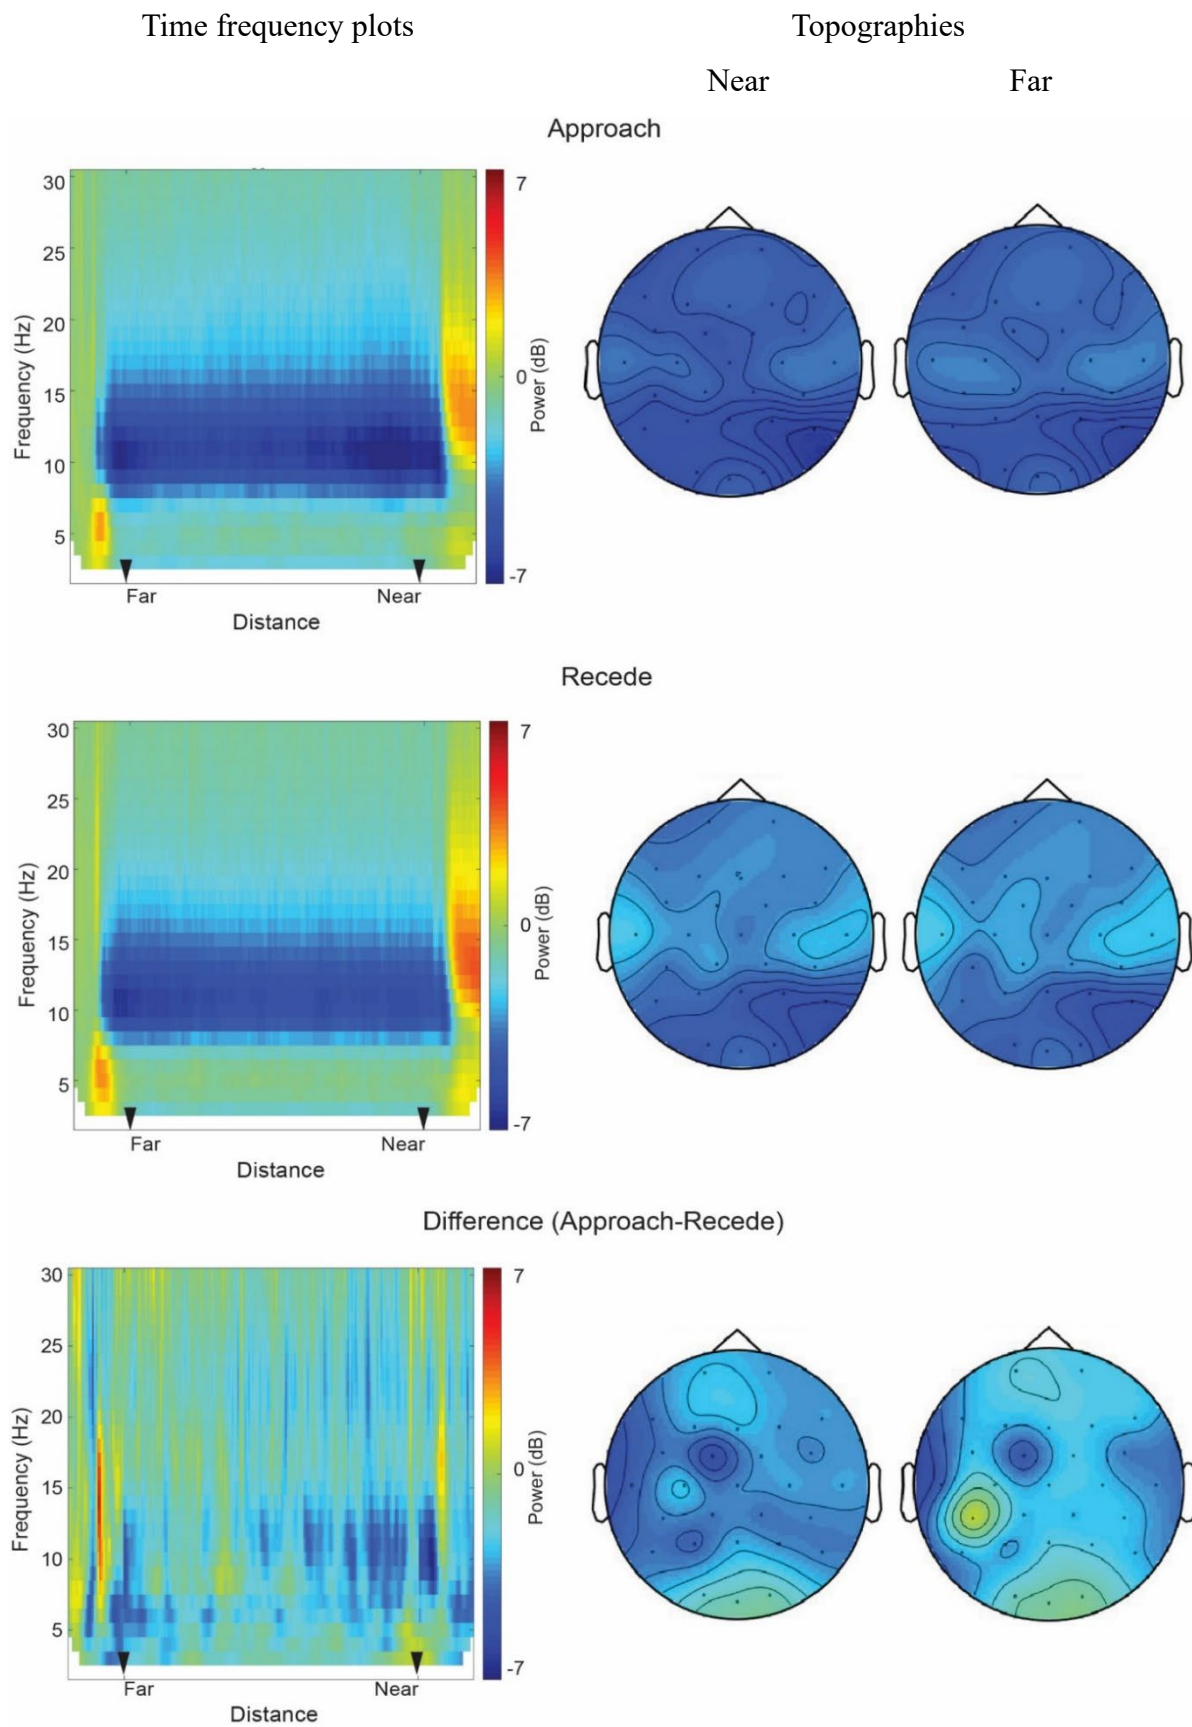 Time frequency plots Topographies
Near Far
Approach
30
25
20
15
10
5
Frequency (Hz)
Far Near
Distance
7
0
-7
Power (dB)
Recede
30
25
20
15
10
5
Frequency (Hz)
Far Near
Distance
7
0
-7
Power (dB)
Difference (Approach-Recede)
30
25
20
15
10
5
Frequency (Hz)
Far Near
Distance
7
0
-7
Power (dB)